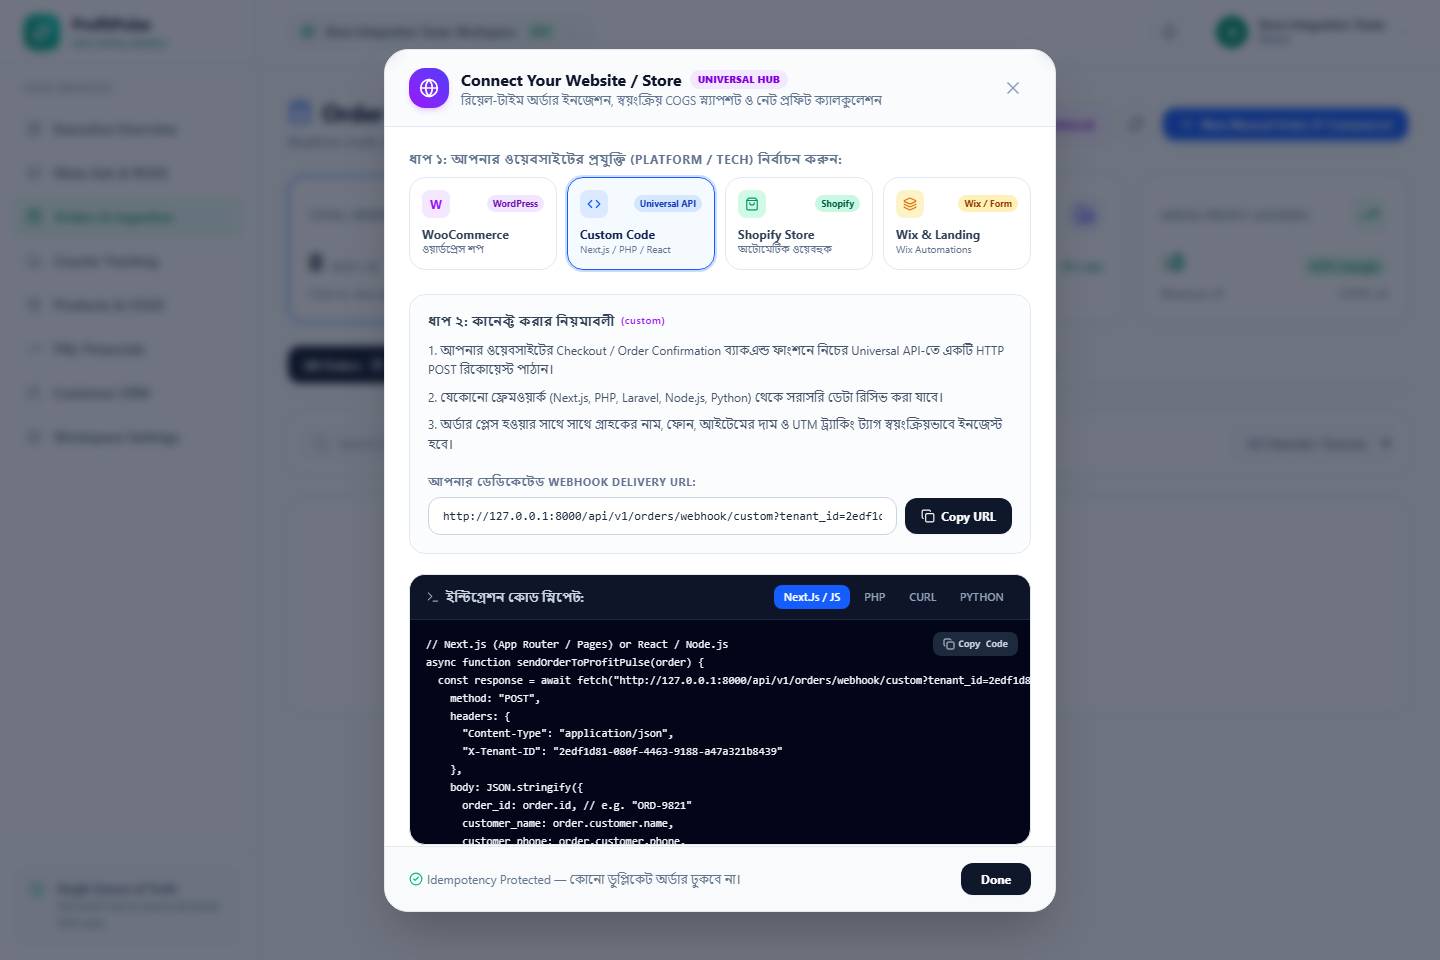 Connect Your Website / Store UNIVERSAL HUB
রিয়েল-টাইম অর্ডার ইনজেশন, স্বয়ংক্রিয় COGS স্ন্যাপশট ও নেট প্রফিট ক্যালকুলেশন
ধাপ ১: আপনার ওয়েবসাইটের প্রযুক্তি (PLATFORM / TECH) নির্বাচন করুন:
W WordPress
WooCommerce
ওয়ার্ডপ্রেস শপ
Universal API
Custom Code
Next.js / PHP / React
Shopify
Shopify Store
অটোমেটিক ওয়েবহুক
Wix / Form
Wix & Landing
Wix Automations
ধাপ ২: কানেক্ট করার নিয়মাবলী (custom)
1. আপনার ওয়েবসাইটের Checkout / Order Confirmation ব্যাকএন্ড ফাংশনে নিচের Universal API-তে একটি HTTP
POST রিকোয়েস্ট পাঠান।
2. যেকোনো ফ্রেমওয়ার্ক (Next.js, PHP, Laravel, Node.js, Python) থেকে সরাসরি ডেটা রিসিভ করা যাবে।
3. অর্ডার প্লেস হওয়ার সাথে সাথে গ্রাহকের নাম, ফোন, আইটেমের দাম ও UTM ট্র্যাকিং ট্যাগ স্বয়ংক্রিয়ভাবে ইনজেস্ট
হবে।
আপনার ডেডিকেটেড WEBHOOK DELIVERY URL:
http://127.0.0.1:8000/api/v1/orders/webhook/custom?tenant_id=2edf1d
Copy URL
ইন্টিগ্রেশন কোড স্নিপেট:
Next.Js / JS PHP CURL PYTHON
Copy Code
// Next.js (App Router / Pages) or React / Node.js
async function sendOrderToProfitPulse(order) {
const response = await fetch("http://127.0.0.1:8000/api/v1/orders/webhook/custom?tenant_id=2edf1d8
method: "POST",
headers: {
"Content-Type": "application/json",
"X-Tenant-ID": "2edf1d81-080f-4463-9188-a47a321b8439"
},
body: JSON.stringify({
order_id: order.id, // e.g. "ORD-9821"
customer_name: order.customer.name,
customer_phone: order.customer.phone,
Idempotency Protected — কোনো ডুপ্লিকেট অর্ডার ঢুকবে না।
Done